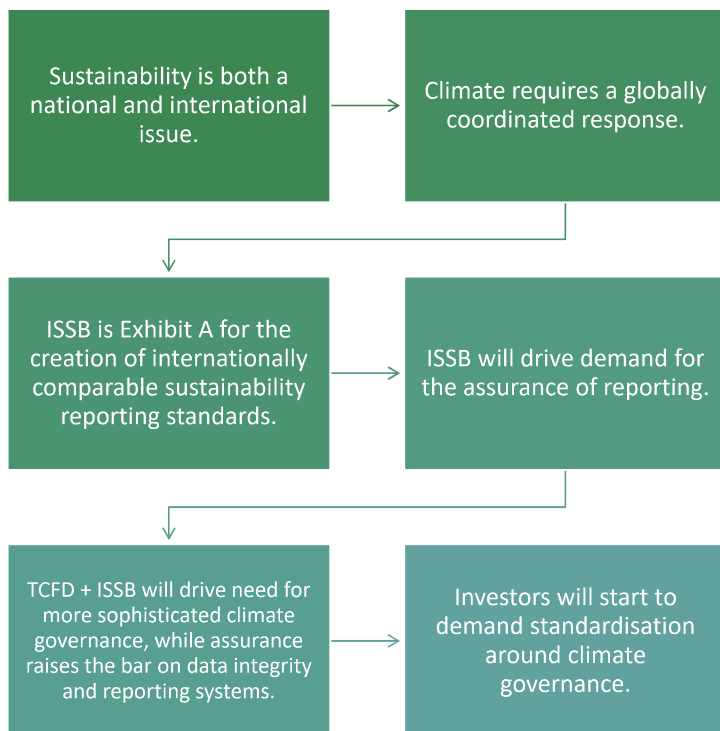 Sustainability is both a
national and international
issue.
Climate requires a globally
coordinated response.
ISSB is Exhibit A for the
creation of internationally
comparable sustainability
reporting standards.
ISSB will drive demand for
the assurance of reporting.
TCFD + ISSB will drive need for
more sophisticated climate
governance, while assurance
raises the bar on data integrity
and reporting systems.
Investors will start to
demand standardisation
around climate
governance.